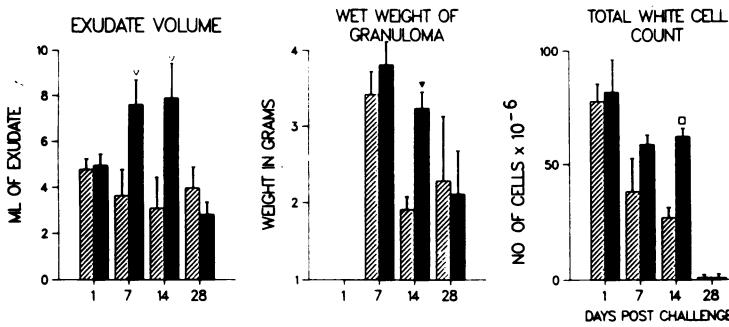 EXUDATE VOLUME
ML OF EXUDATE
10
8
6
4
2
0
1 7 14 28
WET WEIGHT OF
GRANULOMA
WEIGHT IN GRAMS
4
3
2
1
1 7 14 28
TOTAL WHITE CELL
COUNT
NO OF CELLS x 10⁻⁶
100
50
0
1 7 14 28
DAYS POST CHALLENGE